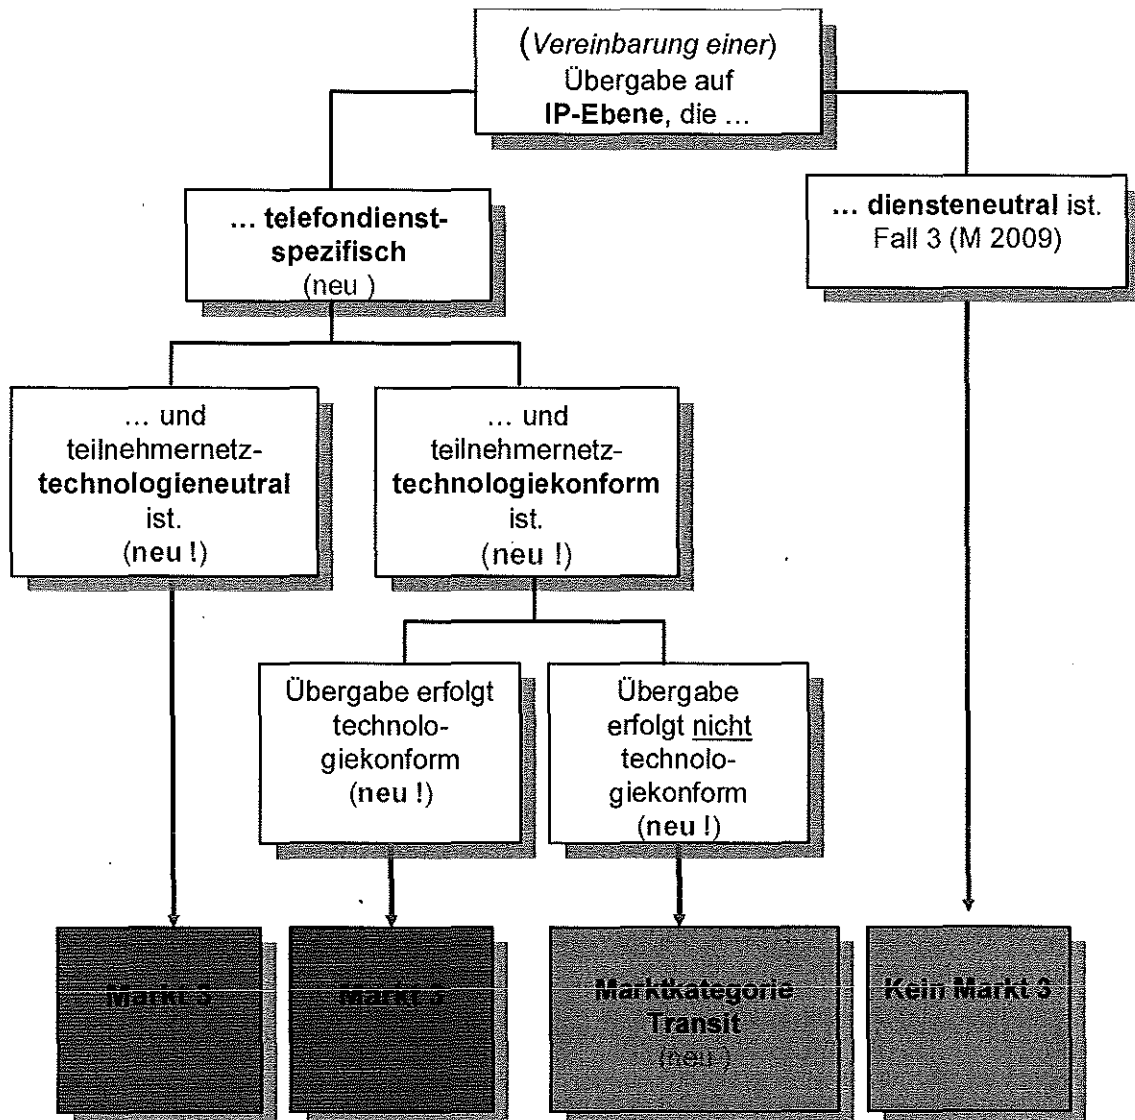 (Vereinbarung einer)
Übergabe auf
IP-Ebene, die ...
... telefondienst-
spezifisch
(neu )
... diensteneutral ist.
Fall 3 (M 2009)
... und
teilnehmernetz-
technologieneutral
ist.
(neu !)
... und
teilnehmernetz-
technologiekonform
ist.
(neu !)
Übergabe erfolgt
technolo-
giekonform
(neu !)
Übergabe
erfolgt nicht
technolo-
giekonform
(neu !)
Markt 3
Markt 3
Marktkategorie
Transit
(neu )
Kein Markt 3